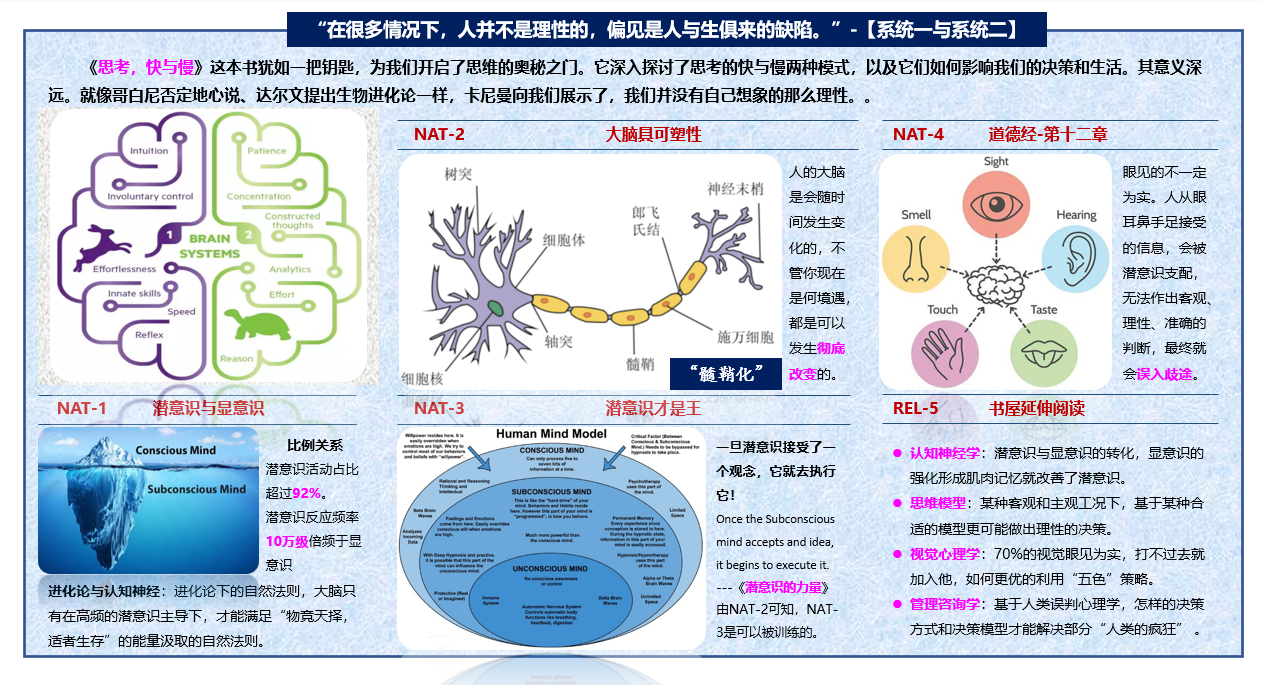 “在很多情况下，人并不是理性的，偏见是人与生俱来的缺陷。”-【系统一与系统二】
《思考，快与慢》这本书犹如一把钥匙，为我们开启了思维的奥秘之门。它深入探讨了思考的快与慢两种模式，以及它们如何影响我们的决策和生活。其意义深
远。就像哥白尼否定地心说、达尔文提出生物进化论一样，卡尼曼向我们展示了，我们并没有自己想象的那么理性。。
Intuition
Patience
Involuntary control
Concentration
Constructed
thoughts
1
BRAIN
SYSTEMS
2
Effortlessness
Analytics
Innate skills
Effort
Speed
Reflex
Reason
NAT-2 大脑具可塑性
树突
神经末梢
郎飞
氏结
细胞体
轴突
施万细胞
髓鞘
细胞核
“髓鞘化”
人的大脑
是会随时
间发生变
化的，不
管你现在
是何境遇，
都是可以
发生彻底
改变的。
NAT-4 道德经-第十二章
Sight
Smell
Hearing
Touch
Taste
眼见的不一定
为实。人从眼
耳鼻手足接受
的信息，会被
潜意识支配，
无法作出客观、
理性、准确的
判断，最终就
会误入歧途。
NAT-1 潜意识与显意识
Conscious Mind
Subconscious Mind
比例关系
潜意识活动占比
超过92%。
潜意识反应频率
10万级倍频于显
意识
进化论与认知神经：进化论下的自然法则，大脑只
有在高频的潜意识主导下，才能满足“物竞天择，
适者生存”的能量汲取的自然法则。
NAT-3 潜意识才是王
Human Mind Model
Willpower resides here. It is
easily overridden when
emotions are high. We try to
control most of our behaviors
and beliefs with "willpower".
Critical Factor (Between
Conscious & Subconscious
Mind.) Needs to be bypassed for
hypnosis to take place.
CONSCIOUS MIND
Can only process five to
seven bits of
information at a time.
Rational and Reasoning
Thinking and
Intellectual
Psychotherapy
uses this part of
the mind.
SUBCONSCIOUS MIND
This is like the "hard drive" of your
mind. Behaviors and Habits reside
here. However this part of your mind is
"programmed", is how you behave.
Much more powerful than
the conscious mind.
Beta Brain
Waves
Limited
Space
Analyzes
Incoming
Data
Feelings and Emotions
come from here. Easily overrides
conscious will when emotions
are high.
Permanent Memory
Every experience since
conception is stored in here.
During the hypnotic state,
information in this part of your
mind is easily accessed.
With Deep Hypnosis and practice,
it is possible that this part of the
mind can influence the
unconscious mind.
Hypnosis/Hypnotherapy
uses this part of
the mind.
UNCONSCIOUS MIND
No conscious awareness
or control
Alpha or Theta
Brain Waves
Protective (Real
or Imagined)
Immune
System
Delta Brain
Waves
Unlimited
Space
Autonomic Nervous System
Controls automatic body
functions like breathing,
heartbeat, digestion
一旦潜意识接受了一
个观念，它就去执行
它！
Once the Subconscious
mind accepts and idea,
it begins to execute it.
---《潜意识的力量》
由NAT-2可知，NAT-
3是可以被训练的。
REL-5 书屋延伸阅读
● 认知神经学：潜意识与显意识的转化，显意识的
强化形成肌肉记忆就改善了潜意识。
● 思维模型：某种客观和主观工况下，基于某种合
适的模型更可能做出理性的决策。
● 视觉心理学：70%的视觉眼见为实，打不过去就
加入他，如何更优的利用“五色”策略。
● 管理咨询学：基于人类误判心理学，怎样的决策
方式和决策模型才能解决部分“人类的疯狂”。